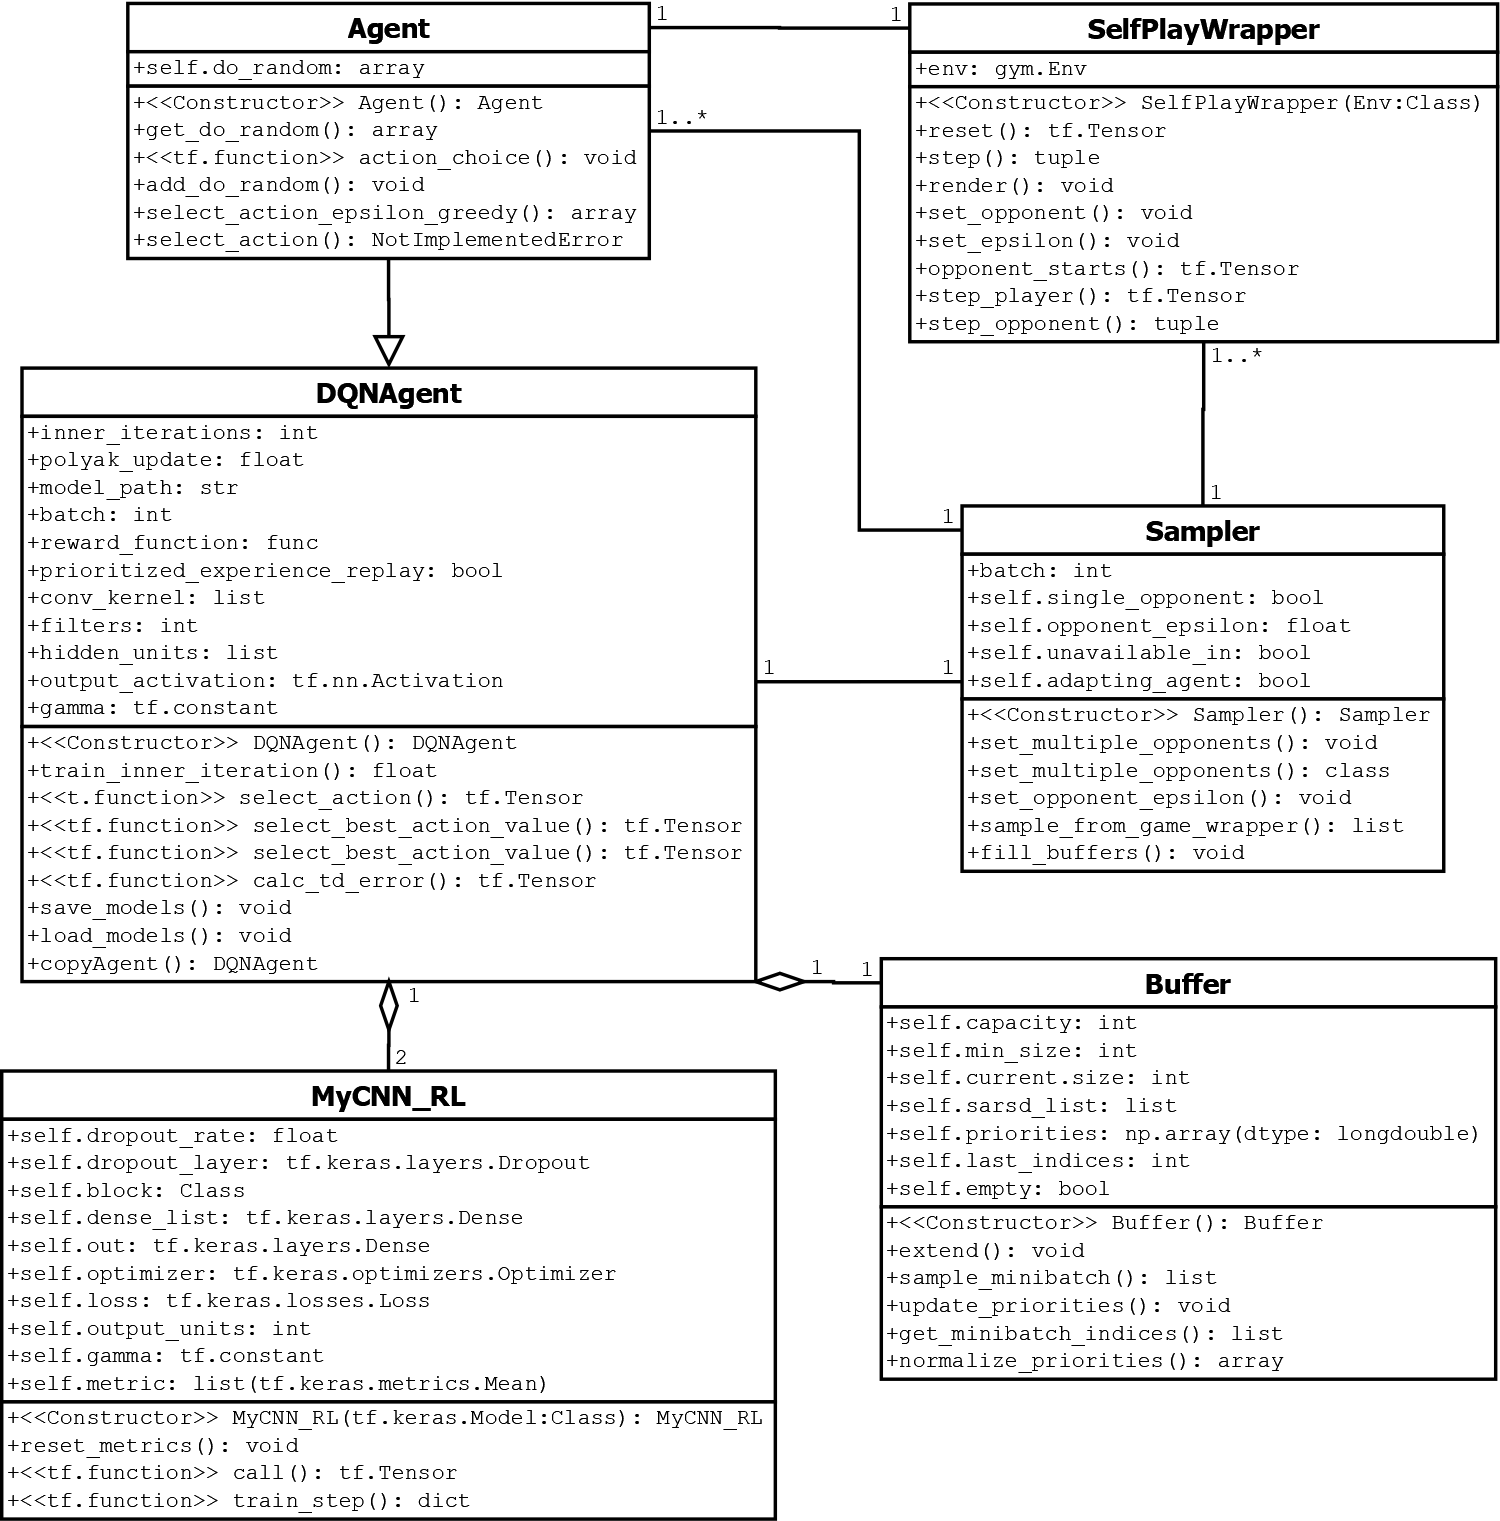 Agent
+self.do_random: array
+<<Constructor>> Agent(): Agent
+get_do_random(): array
+<<tf.function>> action_choice(): void
+add_do_random(): void
+select_action_epsilon_greedy(): array
+select_action(): NotImplementedError
1
1
1..*
SelfPlayWrapper
+env: gym.Env
+<<Constructor>> SelfPlayWrapper(Env:Class)
+reset(): tf.Tensor
+step(): tuple
+render(): void
+set_opponent(): void
+set_epsilon(): void
+opponent_starts(): tf.Tensor
+step_player(): tf.Tensor
+step_opponent(): tuple
1..*
1
1
DQNAgent
+inner_iterations: int
+polyak_update: float
+model_path: str
+batch: int
+reward_function: func
+prioritized_experience_replay: bool
+conv_kernel: list
+filters: int
+hidden_units: list
+output_activation: tf.nn.Activation
+gamma: tf.constant
+<<Constructor>> DQNAgent(): DQNAgent
+train_inner_iteration(): float
+<<t.function>> select_action(): tf.Tensor
+<<tf.function>> select_best_action_value(): tf.Tensor
+<<tf.function>> select_best_action_value(): tf.Tensor
+<<tf.function>> calc_td_error(): tf.Tensor
+save_models(): void
+load_models(): void
+copyAgent(): DQNAgent
1
1
Sampler
+batch: int
+self.single_opponent: bool
+self.opponent_epsilon: float
+self.unavailable_in: bool
+self.adapting_agent: bool
+<<Constructor>> Sampler(): Sampler
+set_multiple_opponents(): void
+set_multiple_opponents(): class
+set_opponent_epsilon(): void
+sample_from_game_wrapper(): list
+fill_buffers(): void
1
1
1
2
Buffer
+self.capacity: int
+self.min_size: int
+self.current.size: int
+self.sarsd_list: list
+self.priorities: np.array(dtype: longdouble)
+self.last_indices: int
+self.empty: bool
+<<Constructor>> Buffer(): Buffer
+extend(): void
+sample_minibatch(): list
+update_priorities(): void
+get_minibatch_indices(): list
+normalize_priorities(): array
MyCNN_RL
+self.dropout_rate: float
+self.dropout_layer: tf.keras.layers.Dropout
+self.block: Class
+self.dense_list: tf.keras.layers.Dense
+self.out: tf.keras.layers.Dense
+self.optimizer: tf.keras.optimizers.Optimizer
+self.loss: tf.keras.losses.Loss
+self.output_units: int
+self.gamma: tf.constant
+self.metric: list(tf.keras.metrics.Mean)
+<<Constructor>> MyCNN_RL(tf.keras.Model:Class): MyCNN_RL
+reset_metrics(): void
+<<tf.function>> call(): tf.Tensor
+<<tf.function>> train_step(): dict